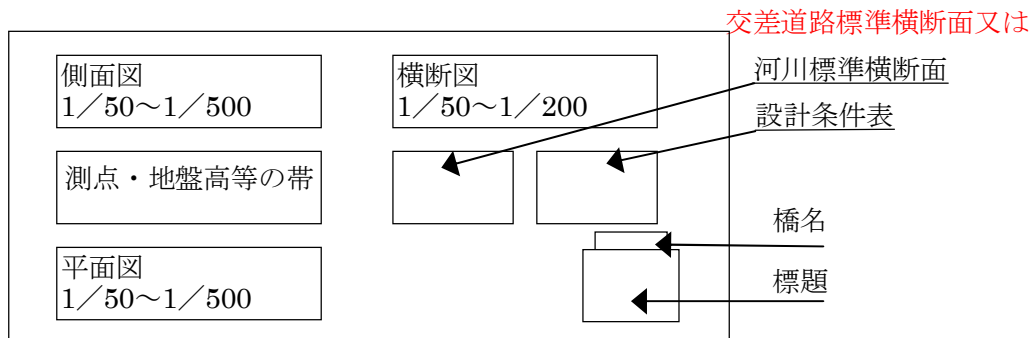 交差道路標準横断面又は
河川標準横断面
設計条件表
側面図
1／50～1／500
横断図
1／50～1／200
測点・地盤高等の帯
橋名
平面図
1／50～1／500
標題